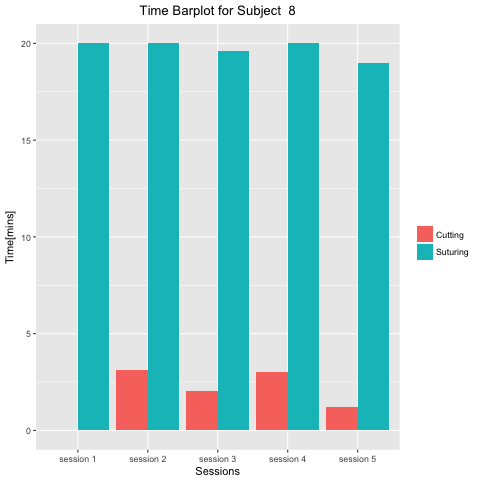 Time Barplot for Subject  8
Time[mins]
20
15
10
5
0
session 1 session 2 session 3 session 4 session 5
Sessions
Cutting
Suturing